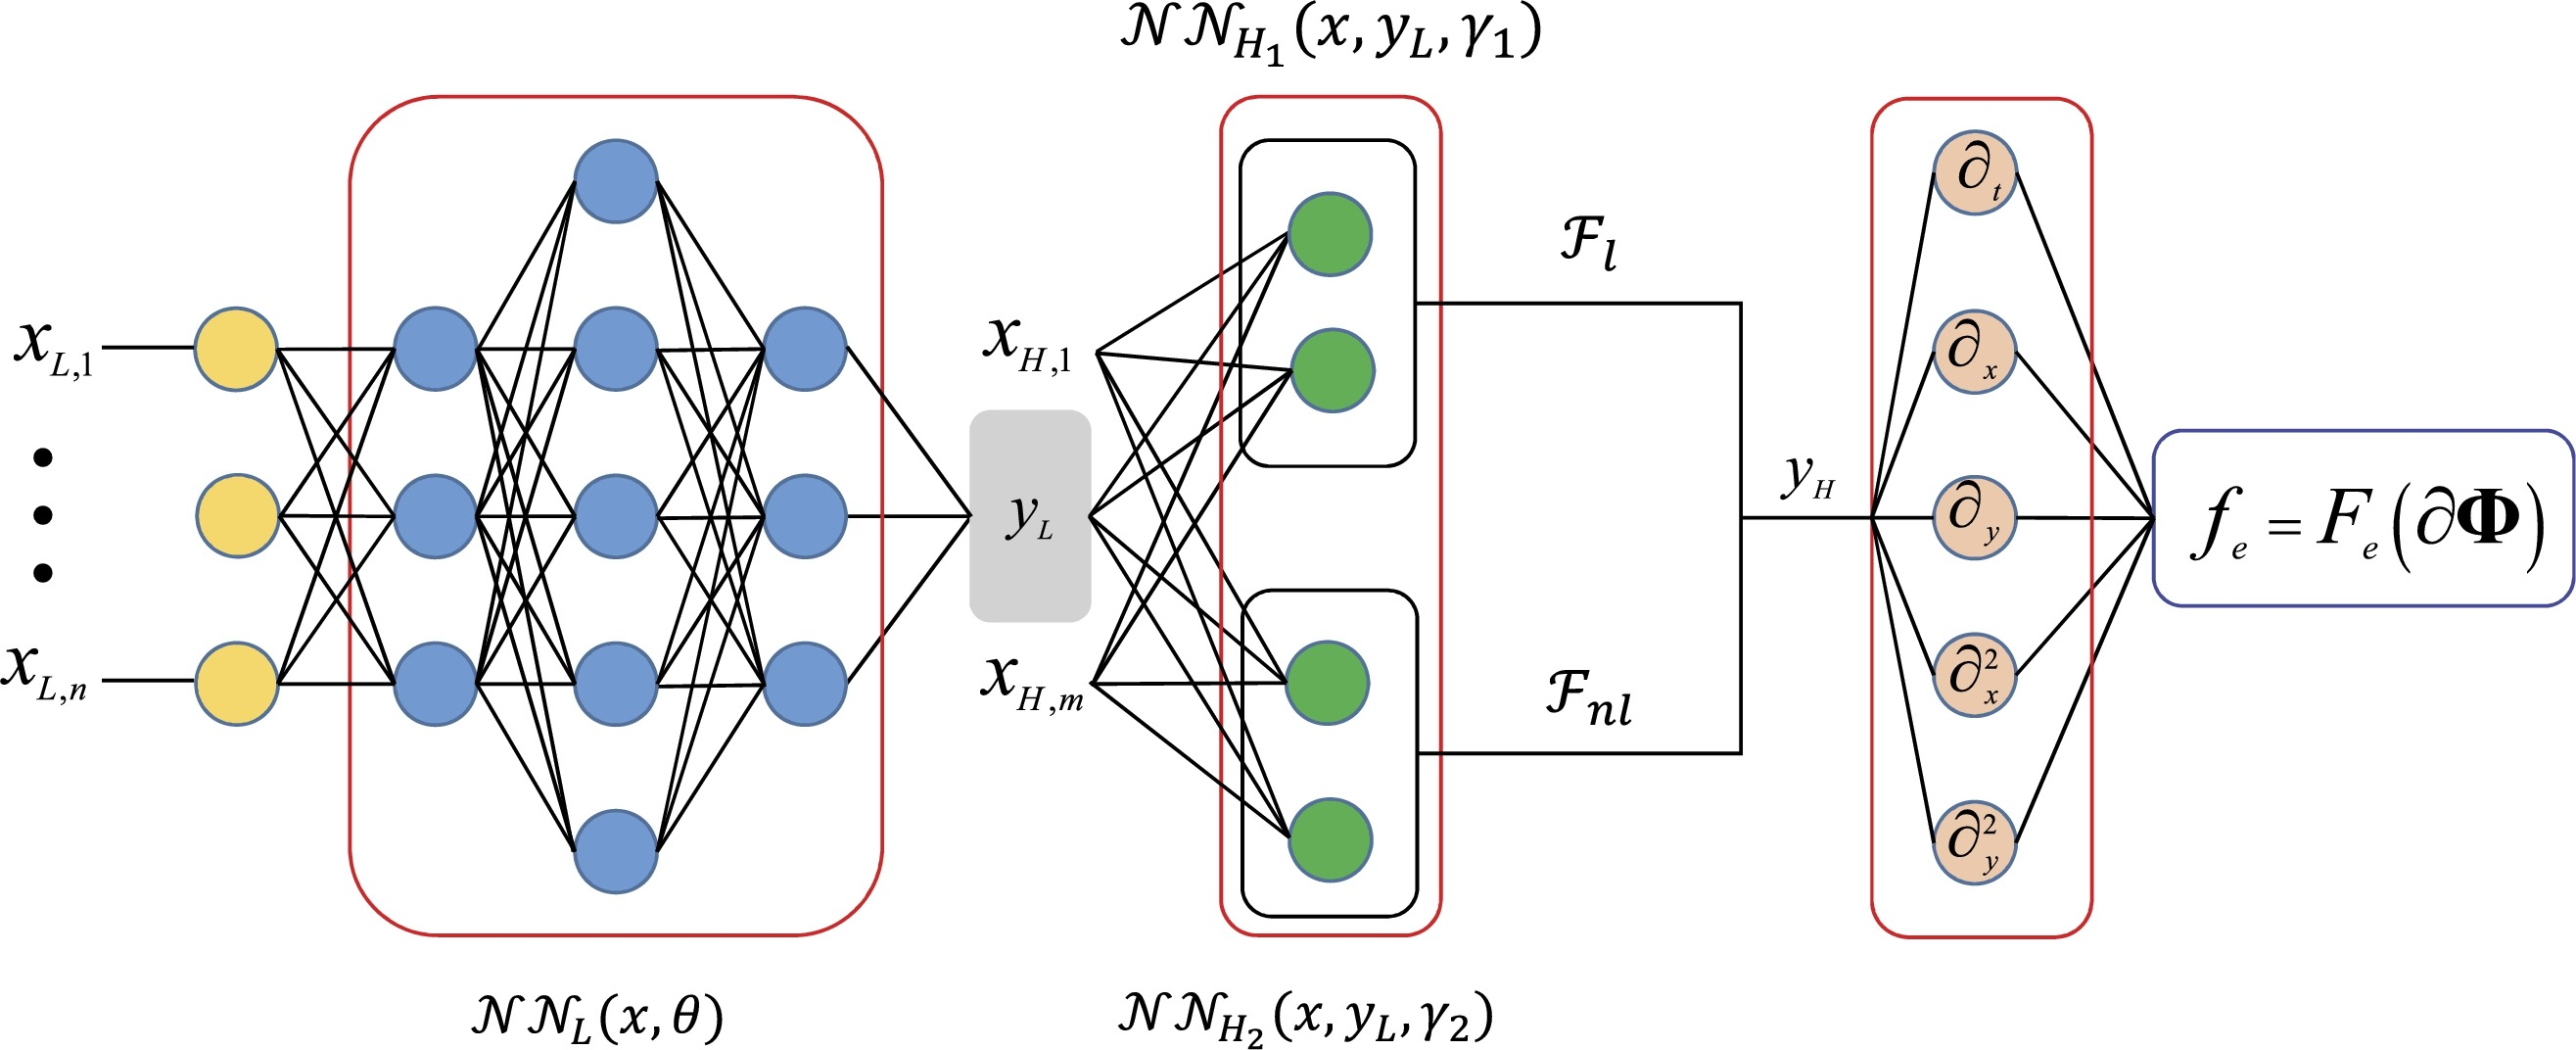 𝒩𝒩_{H_1}(x, y_L, γ_1)
x_{L,1}
x_{L,n}
𝒩𝒩_L(x, θ)
x_{H,1}
y_L
x_{H,m}
𝒩𝒩_{H_2}(x, y_L, γ_2)
ℱ_l
ℱ_{nl}
y_H
∂_t
∂_x
∂_y
∂_x^2
∂_y^2
f_e = F_e(∂𝚽)